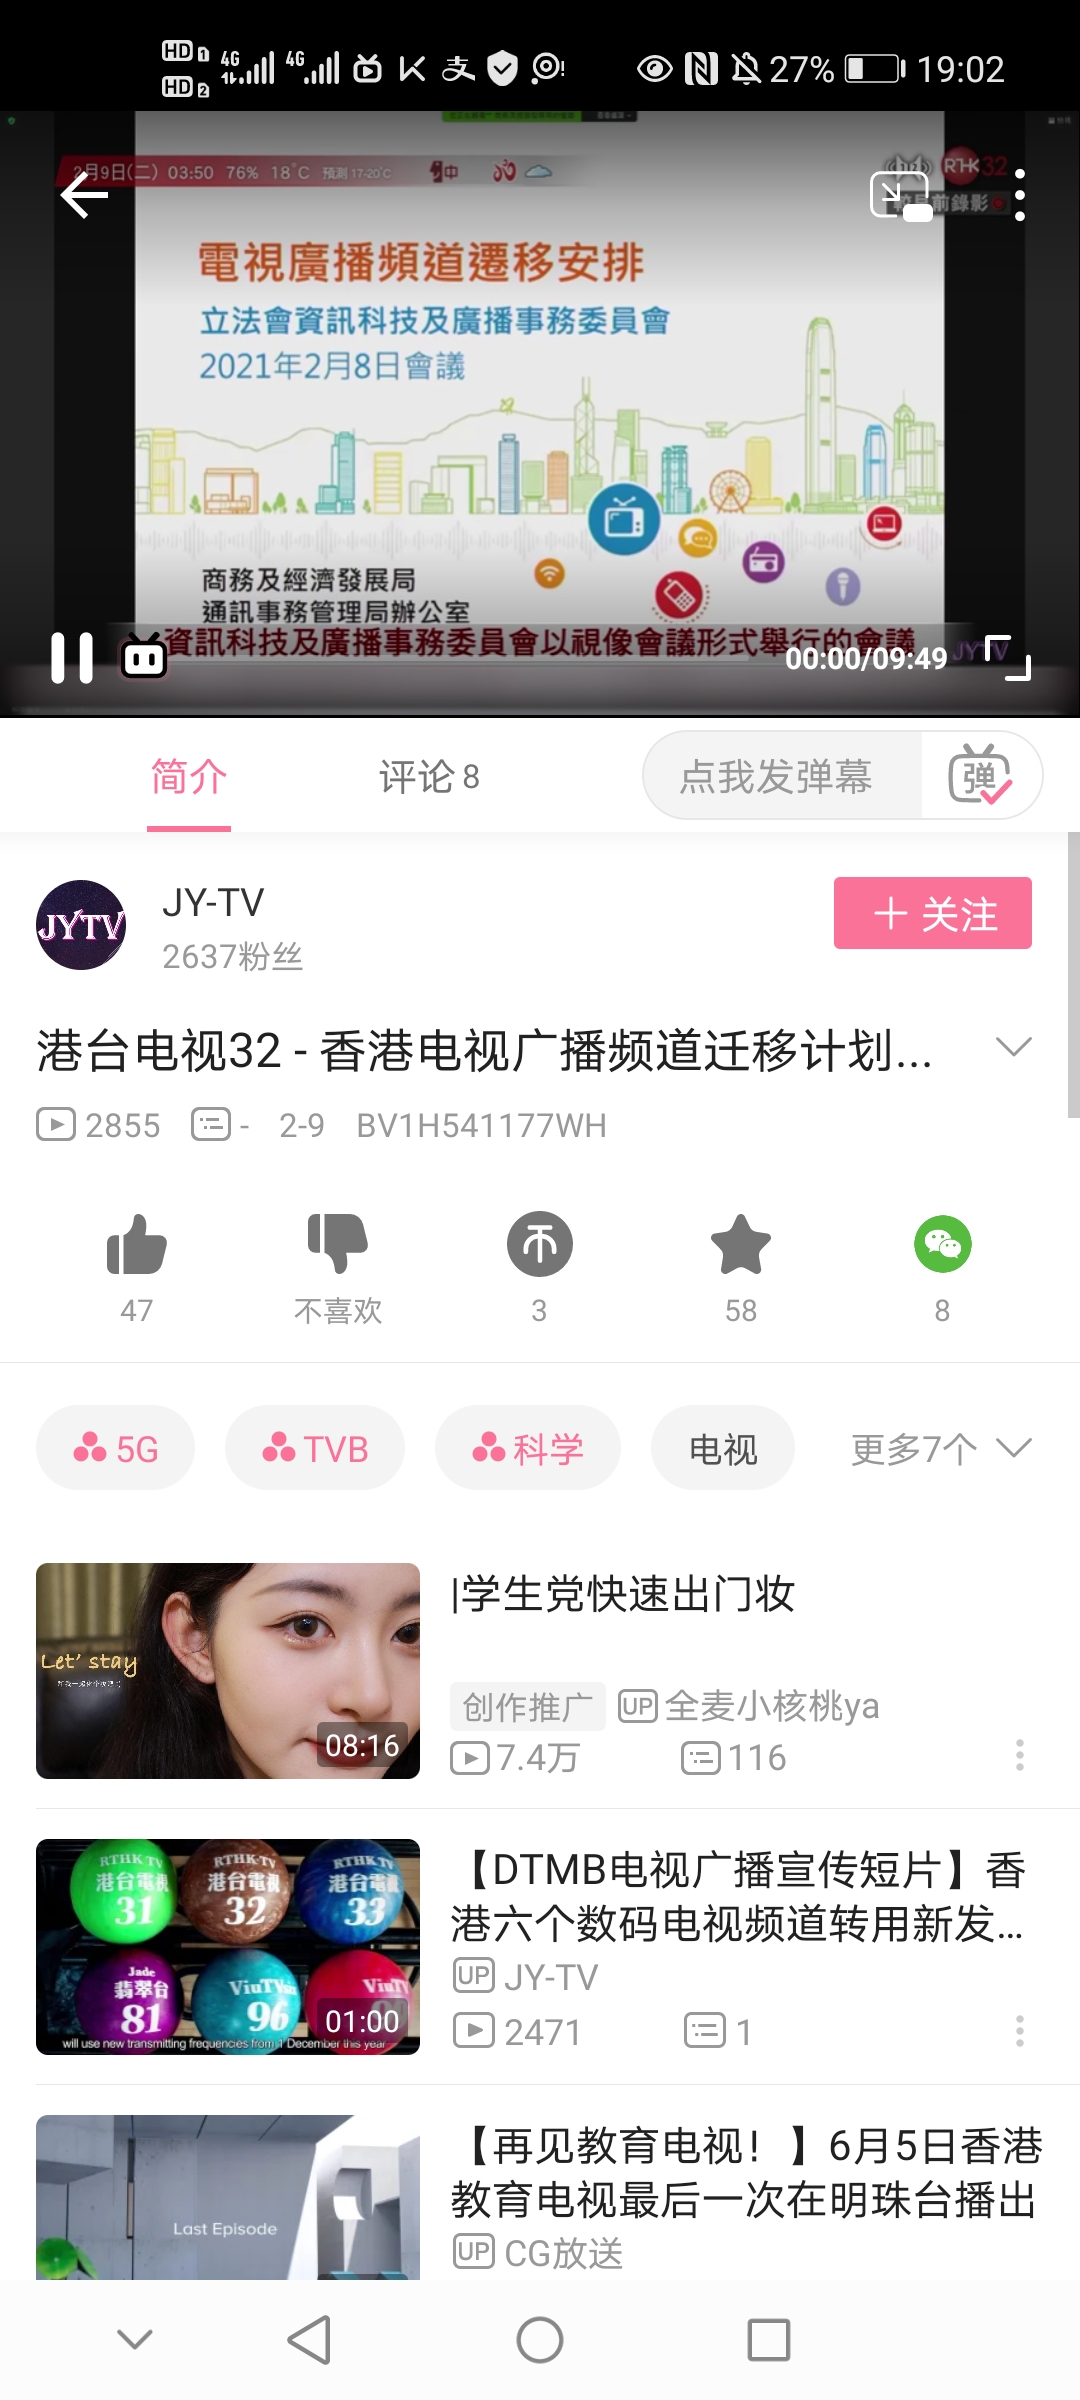 HD 1
HD 2
4G
4G
支
27%
19:02
2月9日(二) 03:50 76% 18°C 預測 17-20°C
RTHK 32
前錄影
電視廣播頻道遷移安排
立法會資訊科技及廣播事務委員會
2021年2月8日會議
商務及經濟發展局
通訊事務管理局辦公室
資訊科技及廣播事務委員會以視像會議形式舉行的會議
00:00/09:49
JYTV
简介
评论 8
点我发弹幕
弹
JYTV
JY-TV
2637粉丝
＋ 关注
港台电视32 - 香港电视广播频道迁移计划...
2855 - 2-9 BV1H541177WH
47
不喜欢
3
58
8
5G
TVB
科学
电视
更多7个
Let' stay
08:16
|学生党快速出门妆
创作推广 UP 全麦小核桃ya
7.4万 116
RTHK TV 港台電視 31
RTHK TV 港台電視 32
RTHK TV 港台電視 33
Jade 翡翠台 81
ViuTVsix 96
ViuTV
01:00
will use new transmitting frequencies from 1 December this year
【DTMB电视广播宣传短片】香
港六个数码电视频道转用新发...
UP JY-TV
2471 1
Last Episode
【再见教育电视！】6月5日香港
教育电视最后一次在明珠台播出
UP CG放送